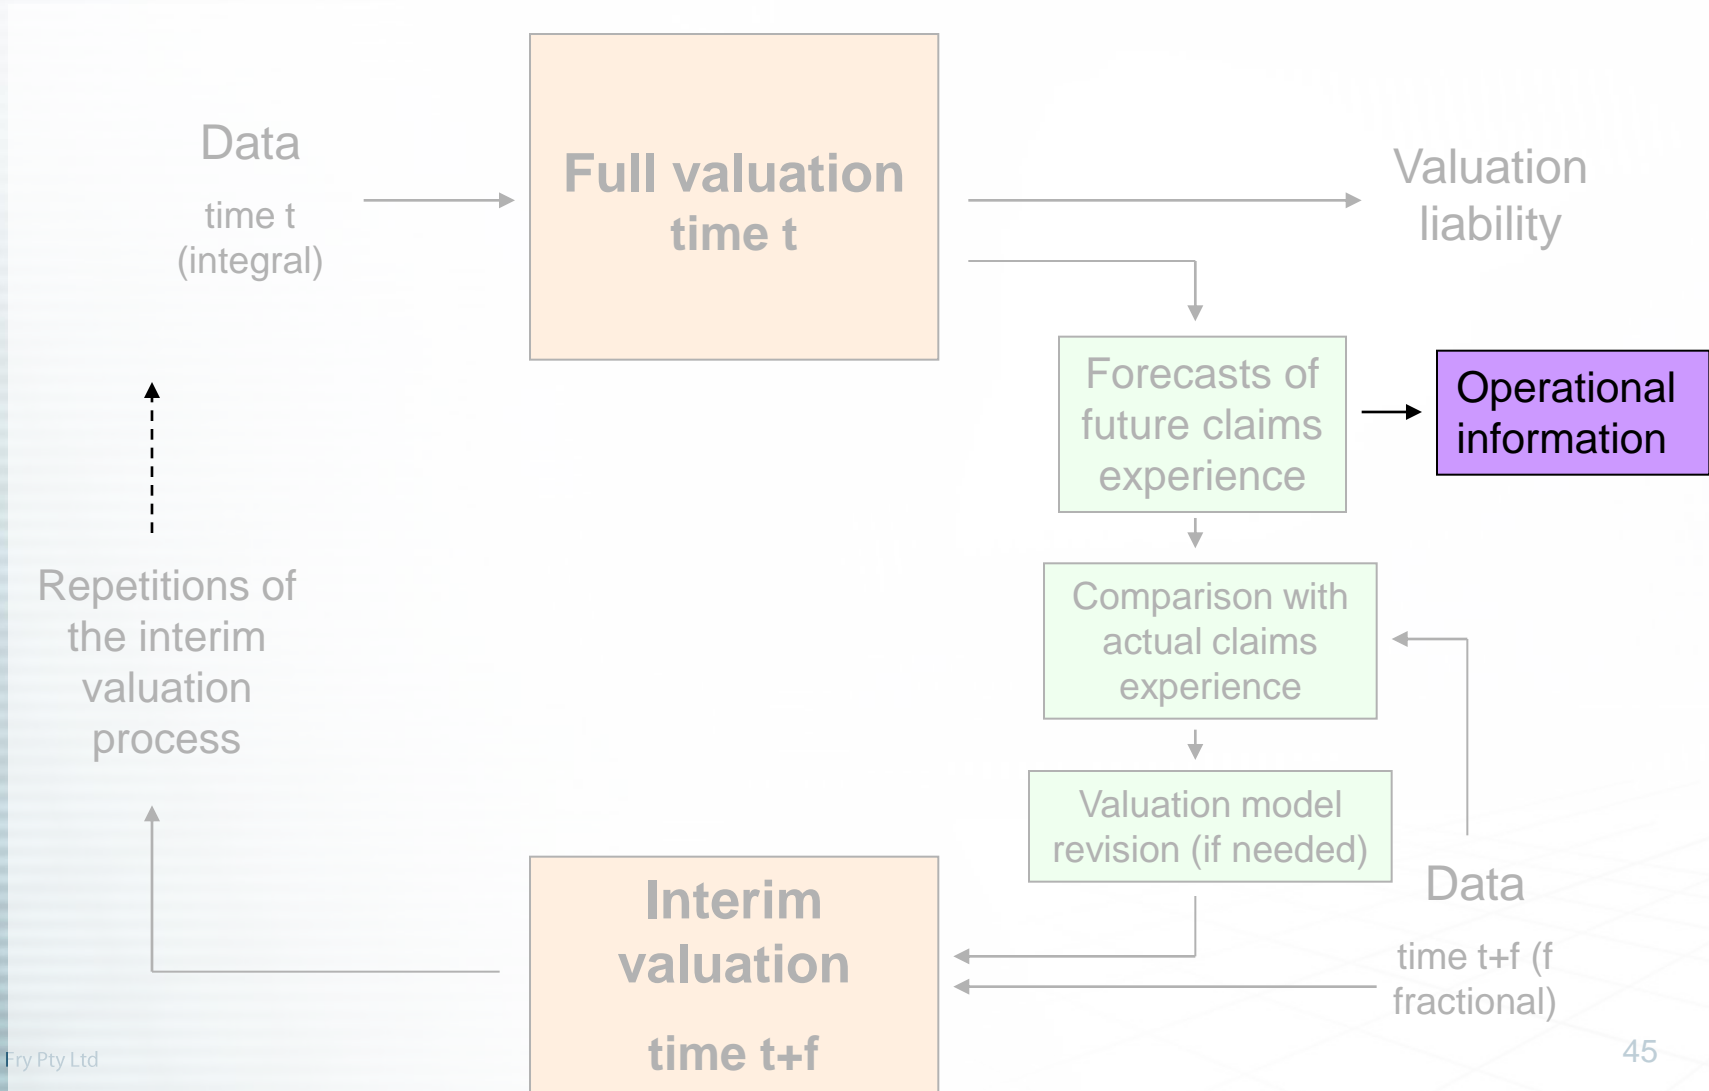 Data
time t
(integral)
Full valuation
time t
Valuation
liability
Forecasts of
future claims
experience
Operational
information
Comparison with
actual claims
experience
Repetitions of
the interim
valuation
process
Valuation model
revision (if needed)
Data
time t+f (f
fractional)
Interim
valuation
time t+f
Fry Pty Ltd
45